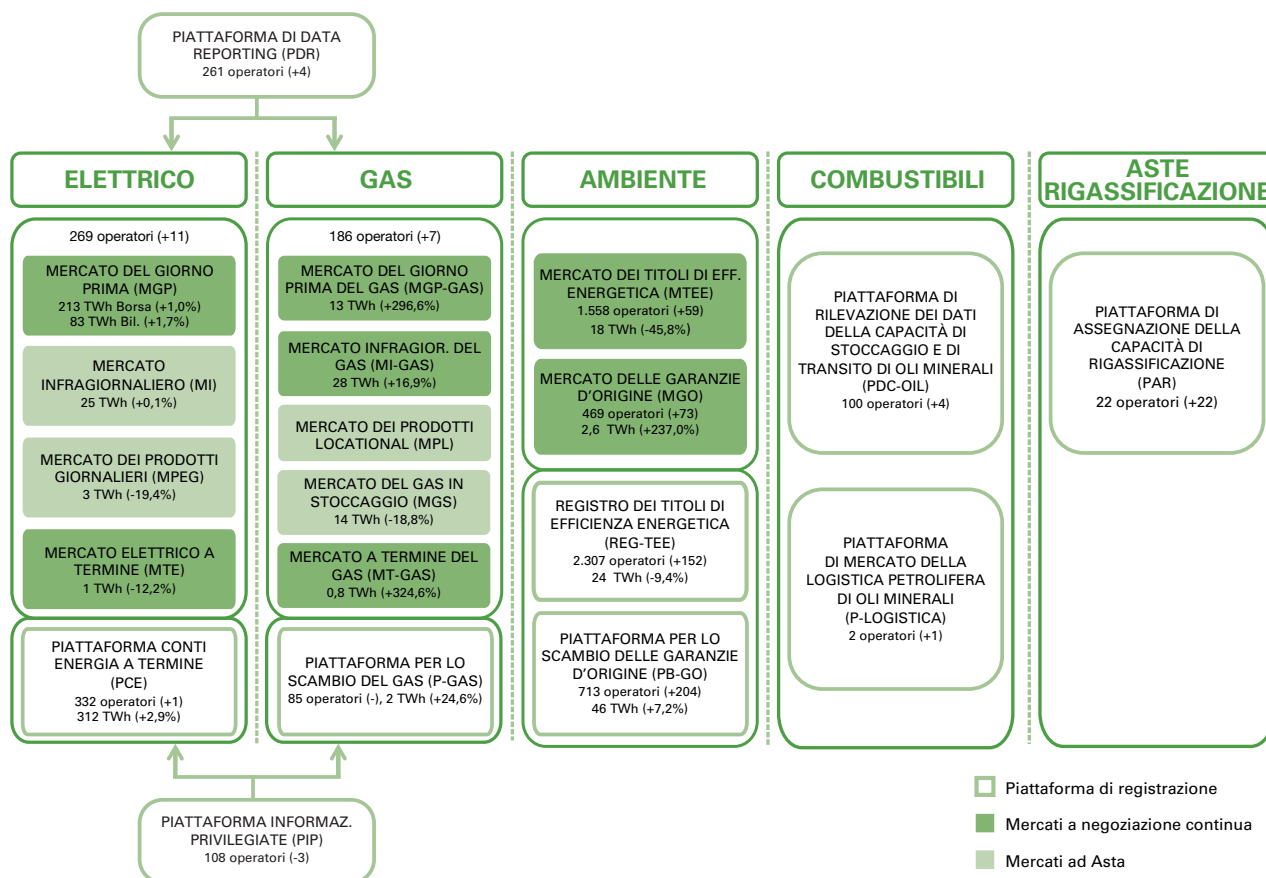 PIATTAFORMA DI DATA
REPORTING (PDR)
261 operatori (+4)
ELETTRICO
269 operatori (+11)
MERCATO DEL GIORNO
PRIMA (MGP)
213 TWh Borsa (+1,0%)
83 TWh Bil. (+1,7%)
MERCATO
INFRAGIORNALIERO (MI)
25 TWh (+0,1%)
MERCATO DEI PRODOTTI
GIORNALIERI (MPEG)
3 TWh (-19,4%)
MERCATO ELETTRICO A
TERMINE (MTE)
1 TWh (-12,2%)
PIATTAFORMA CONTI
ENERGIA A TERMINE
(PCE)
332 operatori (+1)
312 TWh (+2,9%)
GAS
186 operatori (+7)
MERCATO DEL GIORNO
PRIMA DEL GAS (MGP-GAS)
13 TWh (+296,6%)
MERCATO INFRAGIOR. DEL
GAS (MI-GAS)
28 TWh (+16,9%)
MERCATO DEI PRODOTTI
LOCATIONAL (MPL)
MERCATO DEL GAS IN
STOCCAGGIO (MGS)
14 TWh (-18,8%)
MERCATO A TERMINE DEL
GAS (MT-GAS)
0,8 TWh (+324,6%)
PIATTAFORMA PER LO
SCAMBIO DEL GAS (P-GAS)
85 operatori (-), 2 TWh (+24,6%)
AMBIENTE
MERCATO DEI TITOLI DI EFF.
ENERGETICA (MTEE)
1.558 operatori (+59)
18 TWh (-45,8%)
MERCATO DELLE GARANZIE
D'ORIGINE (MGO)
469 operatori (+73)
2,6 TWh (+237,0%)
REGISTRO DEI TITOLI DI
EFFICIENZA ENERGETICA
(REG-TEE)
2.307 operatori (+152)
24 TWh (-9,4%)
PIATTAFORMA PER LO
SCAMBIO DELLE GARANZIE
D'ORIGINE (PB-GO)
713 operatori (+204)
46 TWh (+7,2%)
COMBUSTIBILI
PIATTAFORMA DI
RILEVAZIONE DEI DATI
DELLA CAPACITÀ DI
STOCCAGGIO E DI
TRANSITO DI OLI MINERALI
(PDC-OIL)
100 operatori (+4)
PIATTAFORMA
DI MERCATO DELLA
LOGISTICA PETROLIFERA
DI OLI MINERALI
(P-LOGISTICA)
2 operatori (+1)
ASTE
RIGASSIFICAZIONE
PIATTAFORMA DI
ASSEGNAZIONE DELLA
CAPACITÀ DI
RIGASSIFICAZIONE
(PAR)
22 operatori (+22)
PIATTAFORMA INFORMAZ.
PRIVILEGIATE (PIP)
108 operatori (-3)
Piattaforma di registrazione
Mercati a negoziazione continua
Mercati ad Asta